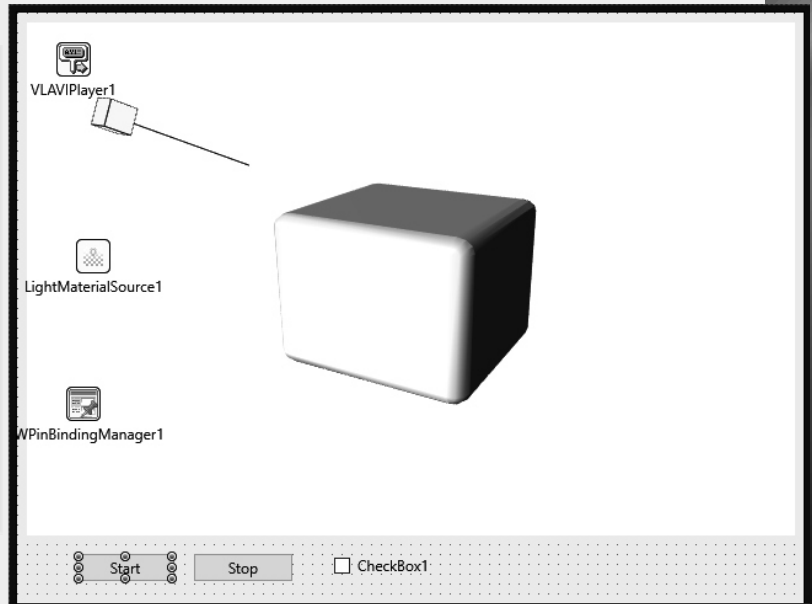 VLAVIPlayer1
LightMaterialSource1
WPinBindingManager1
Start
Stop
CheckBox1